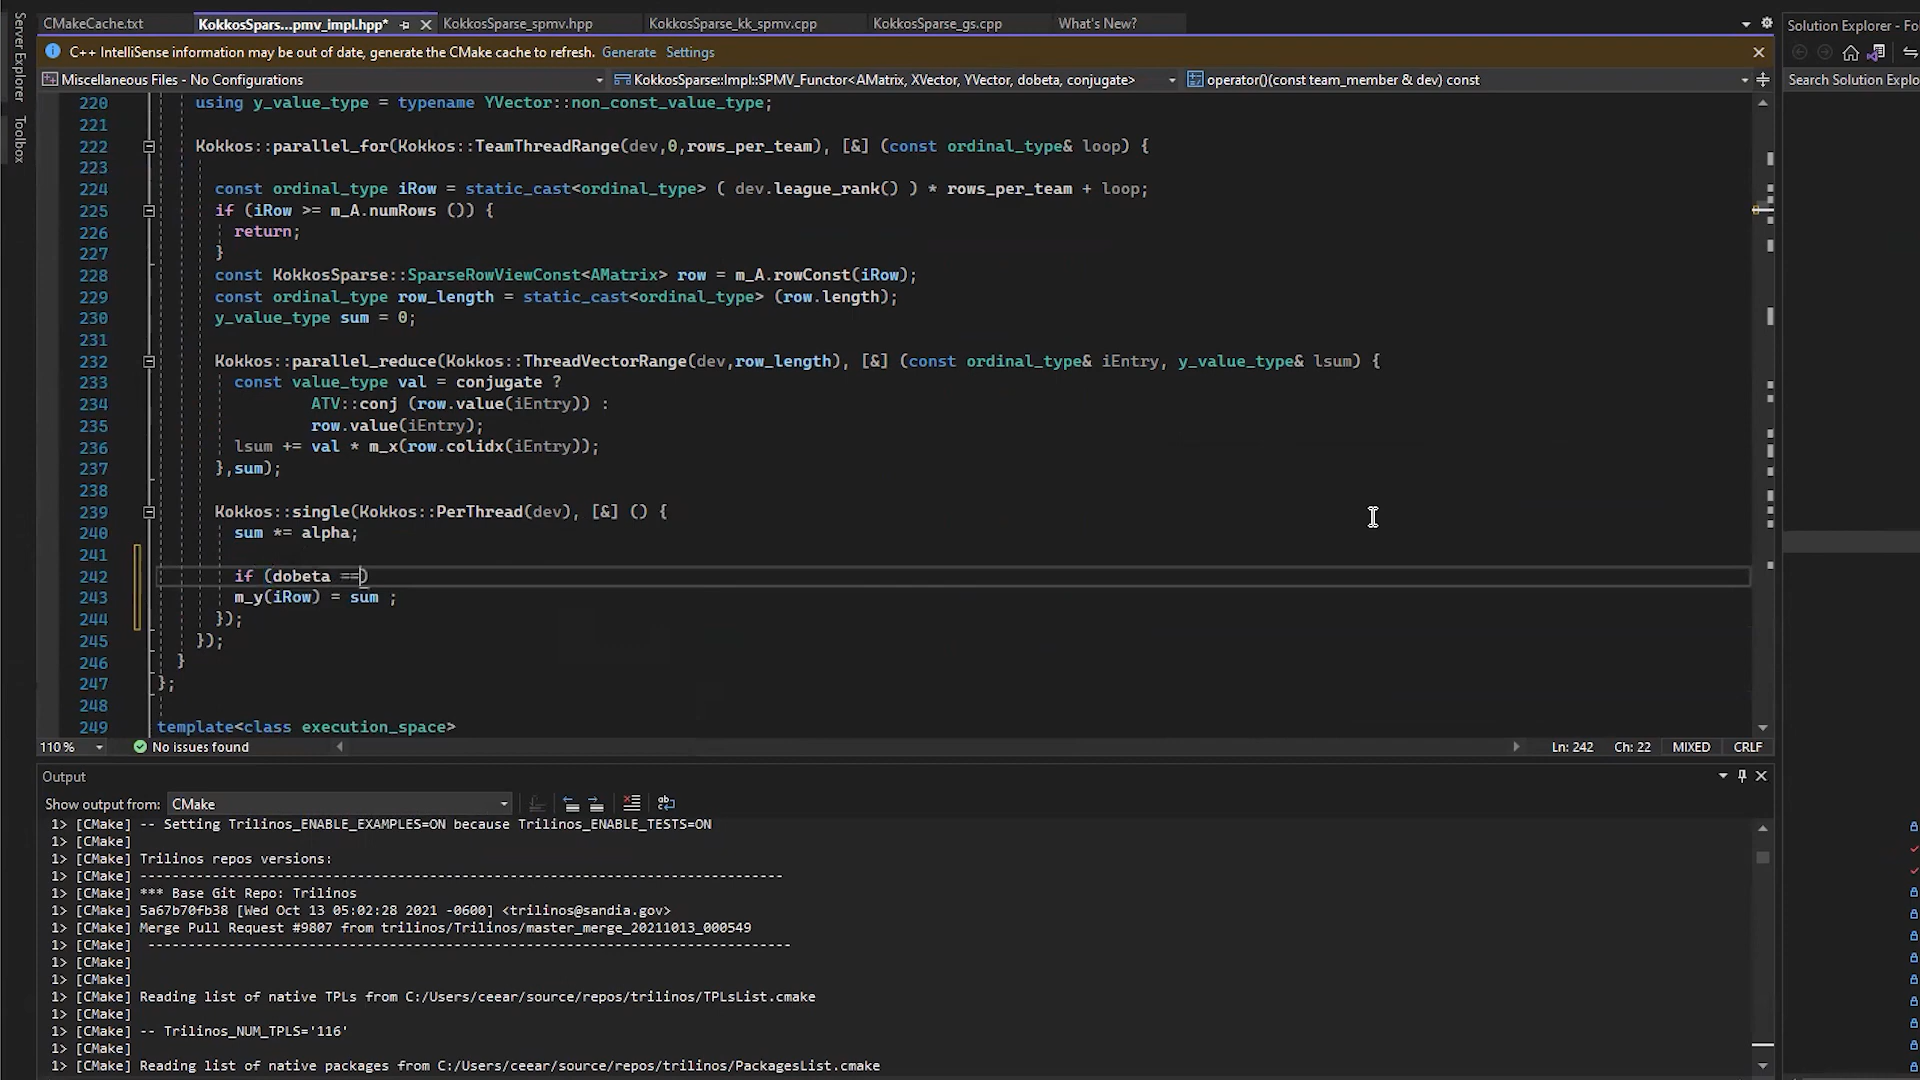 Server Explorer
Toolbox
CMakeCache.txt
KokkosSpars...pmv_impl.hpp*
KokkosSparse_spmv.hpp
KokkosSparse_kk_spmv.cpp
KokkosSparse_gs.cpp
What's New?
Solution Explorer - Fo
C++ IntelliSense information may be out of date, generate the CMake cache to refresh. Generate Settings
Miscellaneous Files - No Configurations
KokkosSparse::Impl::SPMV_Functor<AMatrix, XVector, YVector, dobeta, conjugate>
operator()(const team_member & dev) const
Search Solution Explo
220 using y_value_type = typename YVector::non_const_value_type;
221
222 Kokkos::parallel_for(Kokkos::TeamThreadRange(dev,0,rows_per_team), [&] (const ordinal_type& loop) {
223
224 const ordinal_type iRow = static_cast<ordinal_type> ( dev.league_rank() ) * rows_per_team + loop;
225 if (iRow >= m_A.numRows ()) {
226 return;
227 }
228 const KokkosSparse::SparseRowViewConst<AMatrix> row = m_A.rowConst(iRow);
229 const ordinal_type row_length = static_cast<ordinal_type> (row.length);
230 y_value_type sum = 0;
231
232 Kokkos::parallel_reduce(Kokkos::ThreadVectorRange(dev,row_length), [&] (const ordinal_type& iEntry, y_value_type& lsum) {
233 const value_type val = conjugate ?
234 ATV::conj (row.value(iEntry)) :
235 row.value(iEntry);
236 lsum += val * m_x(row.colidx(iEntry));
237 },sum);
238
239 Kokkos::single(Kokkos::PerThread(dev), [&] () {
240 sum *= alpha;
241
242 if (dobeta ==)
243 m_y(iRow) = sum ;
244 });
245 });
246 }
247 };
248
249 template<class execution_space>
110 %
No issues found
Ln: 242 Ch: 22 MIXED CRLF
Output
Show output from: CMake
1> [CMake] -- Setting Trilinos_ENABLE_EXAMPLES=ON because Trilinos_ENABLE_TESTS=ON
1> [CMake]
1> [CMake] Trilinos repos versions:
1> [CMake] --------------------------------------------------------------------------------
1> [CMake] *** Base Git Repo: Trilinos
1> [CMake] 5a67b70fb38 [Wed Oct 13 05:02:28 2021 -0600] <trilinos@sandia.gov>
1> [CMake] Merge Pull Request #9807 from trilinos/Trilinos/master_merge_20211013_000549
1> [CMake]  --------------------------------------------------------------------------------
1> [CMake]
1> [CMake]
1> [CMake] Reading list of native TPLs from C:/Users/ceear/source/repos/trilinos/TPLsList.cmake
1> [CMake]
1> [CMake] -- Trilinos_NUM_TPLS='116'
1> [CMake]
1> [CMake] Reading list of native packages from C:/Users/ceear/source/repos/trilinos/PackagesList.cmake